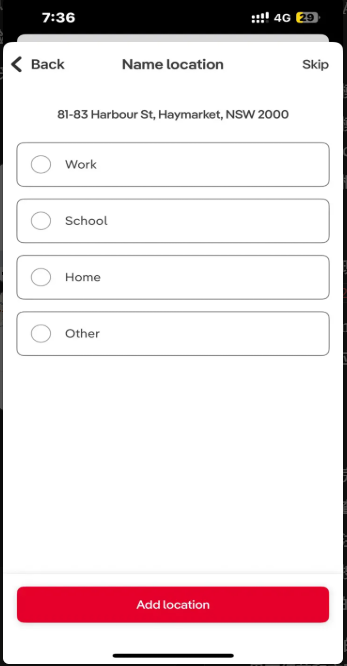 7:36
4G
29
Back
Name location
Skip
81-83 Harbour St, Haymarket, NSW 2000
Work
School
Home
Other
Add location